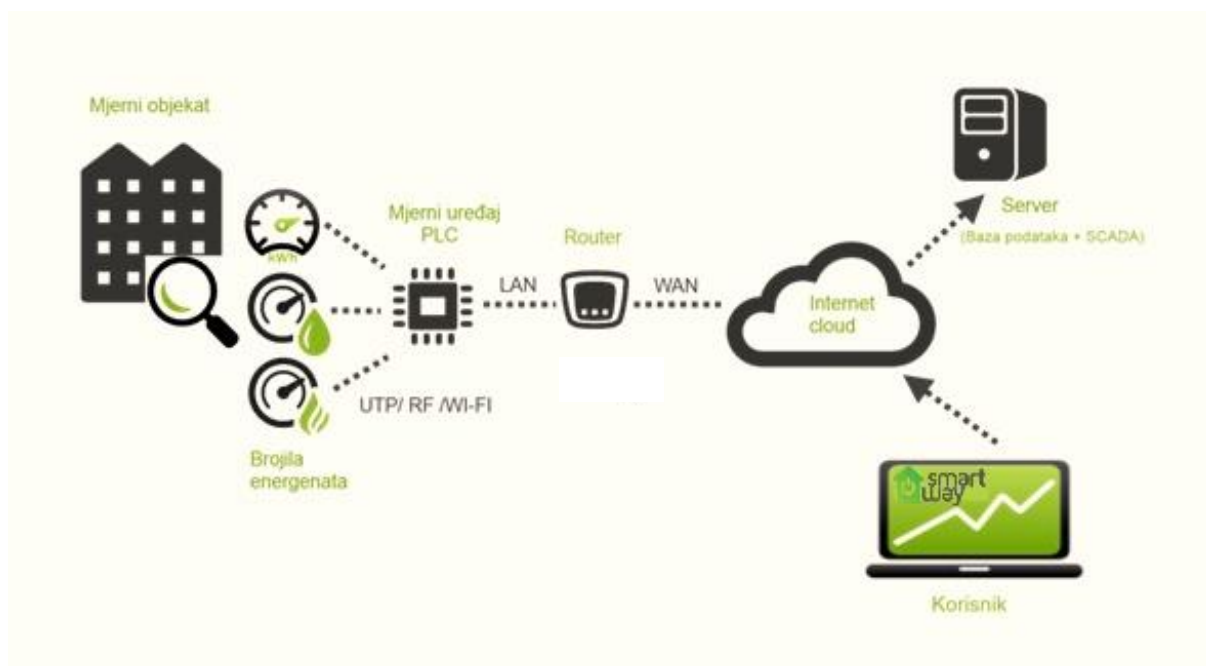 Mjerni objekat
kWh
Mjerni uređaj
PLC
Router
LAN
WAN
Internet
cloud
Server
(Baza podataka + SCADA)
UTP/ RF /WI-FI
Brojila
energenata
smart
way
Korisnik